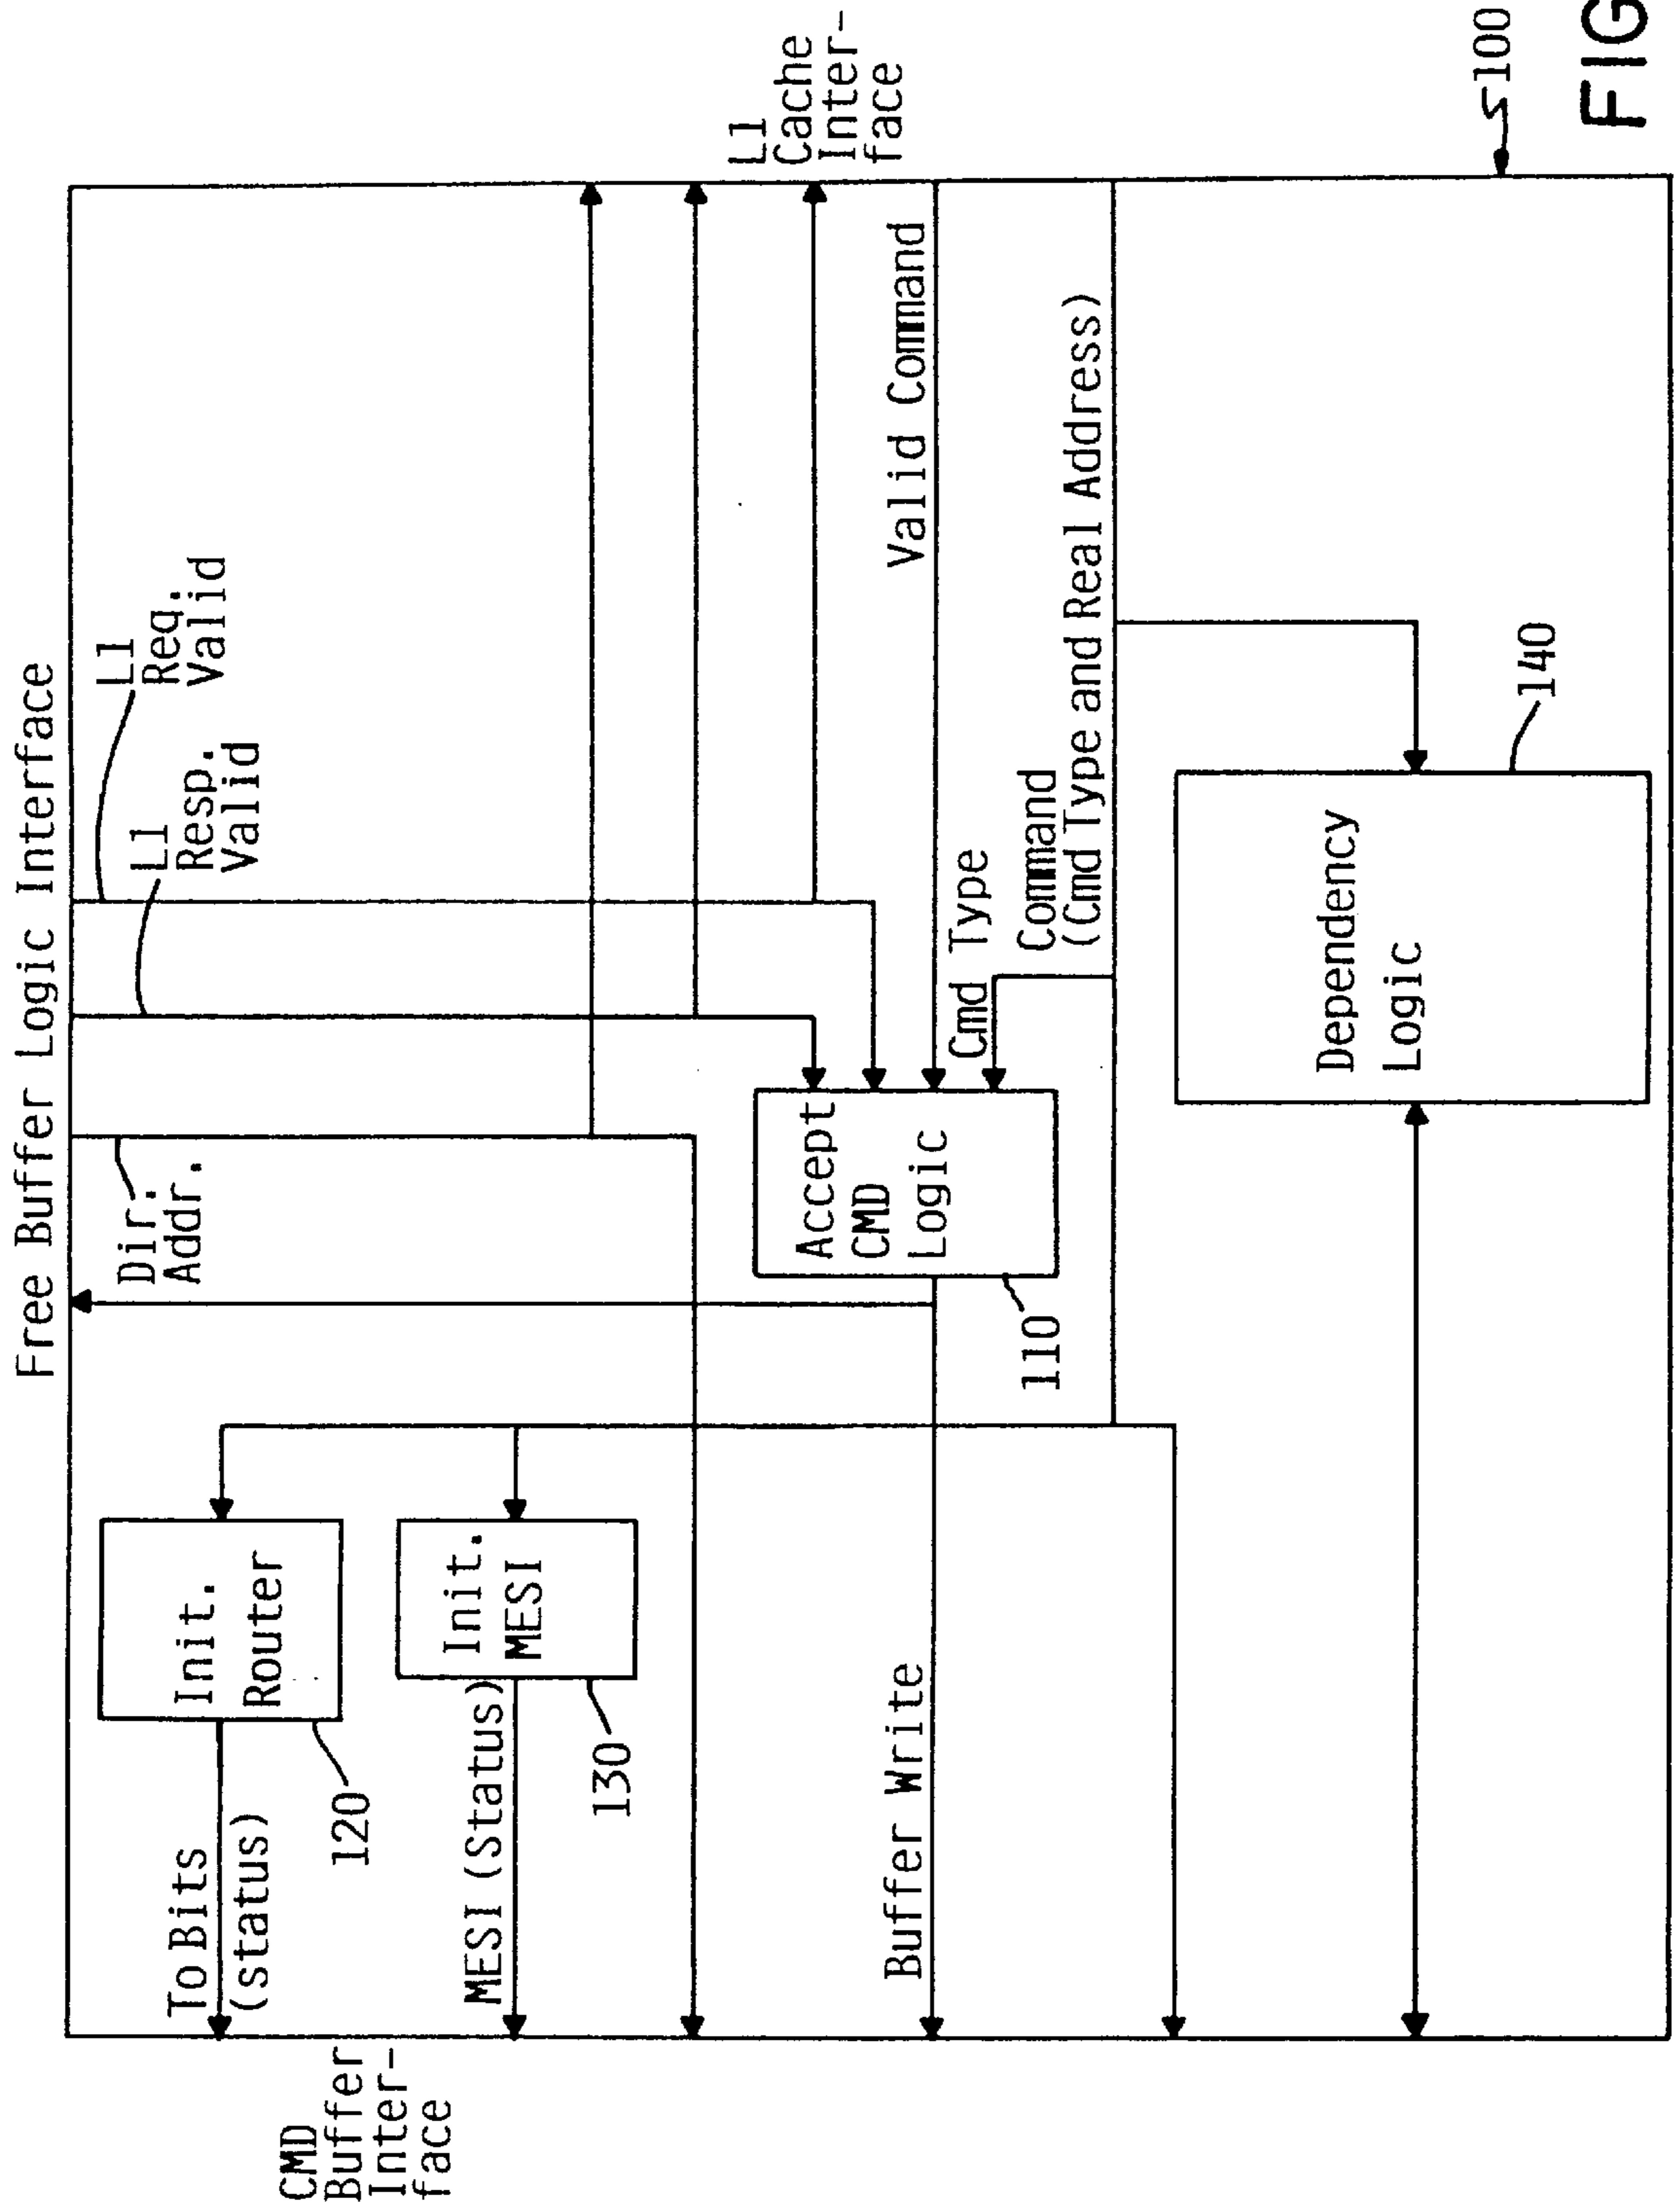 Free Buffer Logic Interface
CMD
Buffer
Inter-
face
To Bits
(status)
120
Init.
Router
MESI (Status)
130
Init.
MESI
Dir.
Addr.
L1
Resp.
Valid
L1
Req.
Valid
L1
Cache
Inter-
face
Buffer Write
110
Accept
CMD
Logic
Cmd Type
Valid Command
Command
(Cmd Type and Real Address)
Dependency
Logic
140
100
FIG